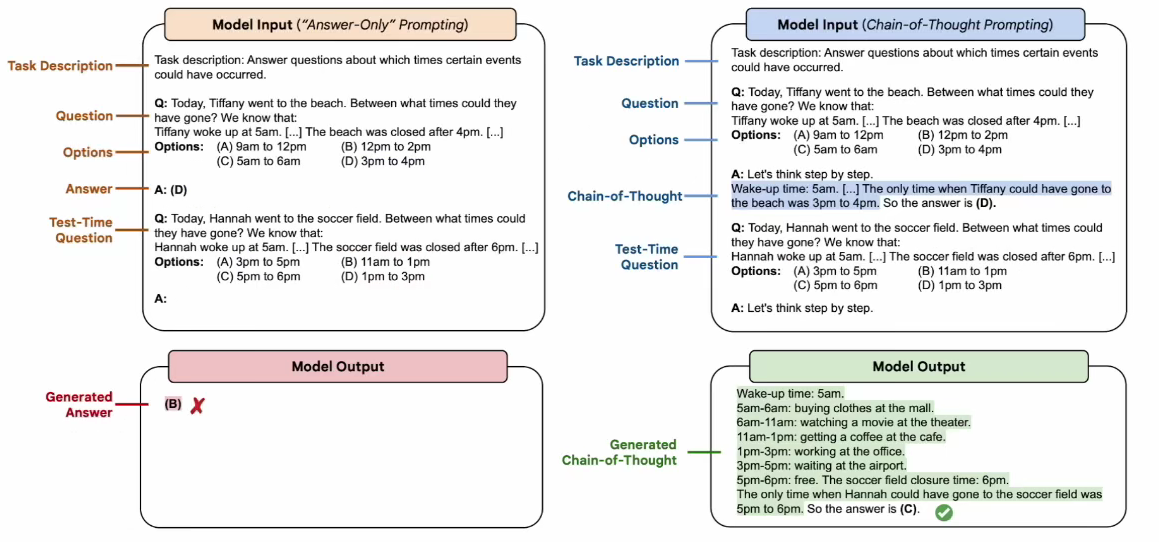 Model Input (“Answer-Only” Prompting)
Task Description
Task description: Answer questions about which times certain events
could have occurred.
Question
Q: Today, Tiffany went to the beach. Between what times could they
have gone? We know that:
Tiffany woke up at 5am. [...] The beach was closed after 4pm. [...]
Options
Options: (A) 9am to 12pm (B) 12pm to 2pm
(C) 5am to 6am (D) 3pm to 4pm
Answer
A: (D)
Test-Time
Question
Q: Today, Hannah went to the soccer field. Between what times could
they have gone? We know that:
Hannah woke up at 5am. [...] The soccer field was closed after 6pm. [...]
Options: (A) 3pm to 5pm (B) 11am to 1pm
(C) 5pm to 6pm (D) 1pm to 3pm
A:
Model Output
Generated
Answer
(B)
Model Input (Chain-of-Thought Prompting)
Task Description
Task description: Answer questions about which times certain events
could have occurred.
Question
Q: Today, Tiffany went to the beach. Between what times could they
have gone? We know that:
Tiffany woke up at 5am. [...] The beach was closed after 4pm. [...]
Options
Options: (A) 9am to 12pm (B) 12pm to 2pm
(C) 5am to 6am (D) 3pm to 4pm
A: Let's think step by step.
Chain-of-Thought
Wake-up time: 5am. [...] The only time when Tiffany could have gone to
the beach was 3pm to 4pm. So the answer is (D).
Test-Time
Question
Q: Today, Hannah went to the soccer field. Between what times could
they have gone? We know that:
Hannah woke up at 5am. [...] The soccer field was closed after 6pm. [...]
Options: (A) 3pm to 5pm (B) 11am to 1pm
(C) 5pm to 6pm (D) 1pm to 3pm
A: Let's think step by step.
Model Output
Generated
Chain-of-Thought
Wake-up time: 5am.
5am-6am: buying clothes at the mall.
6am-11am: watching a movie at the theater.
11am-1pm: getting a coffee at the cafe.
1pm-3pm: working at the office.
3pm-5pm: waiting at the airport.
5pm-6pm: free. The soccer field closure time: 6pm.
The only time when Hannah could have gone to the soccer field was
5pm to 6pm. So the answer is (C).